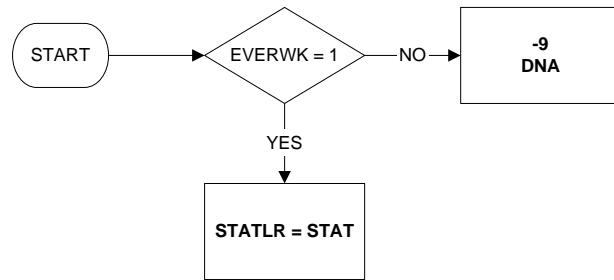 START
EVERWK = 1
NO
-9
DNA
YES
STATLR = STAT